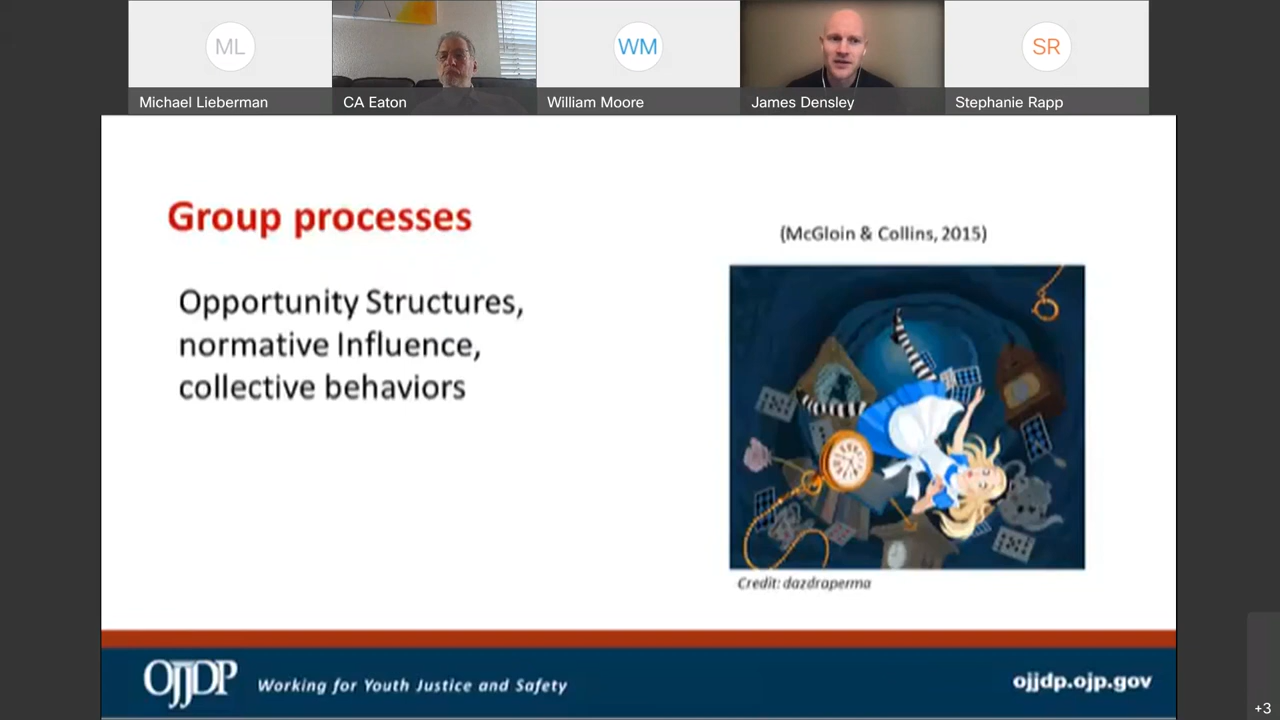 ML
WM
SR
Michael Lieberman
CA Eaton
William Moore
James Densley
Stephanie Rapp
Group processes
(McGloin & Collins, 2015)
Opportunity Structures,
normative Influence,
collective behaviors
Credit: dazdraperma
OJJDP
Working for Youth Justice and Safety
ojjdp.ojp.gov
+3